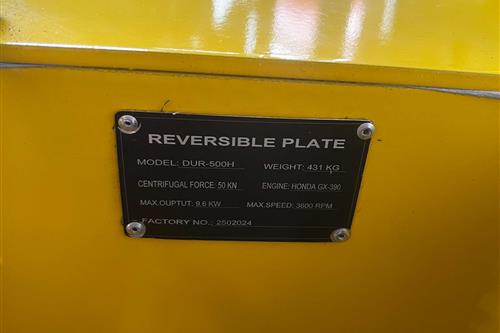 REVERSIBLE PLATE
MODEL: DUR-500H WEIGHT: 431 KG
CENTRIFUGAL FORCE: 50 KN ENGINE: HONDA GX-390
MAX.OUPTUT: 9.6 KW MAX.SPEED: 3600 RPM
FACTORY NO.: 2502024